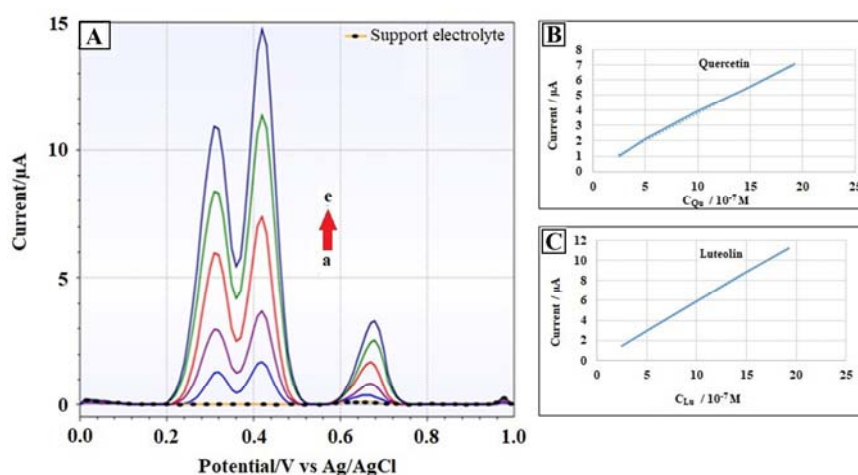 A
Support electrolyte
15
10
5
0
e
a
0.0 0.2 0.4 0.6 0.8 1.0
Current/µA
Potential/V vs Ag/AgCl
B
Quercetin
8
7
6
5
4
3
2
1
0 5 10 15 20 25
Current / µA
C_Qu / 10⁻⁷ M
C
Luteolin
12
10
8
6
4
2
0
0 5 10 15 20 25
Current / µA
C_Lu / 10⁻⁷ M